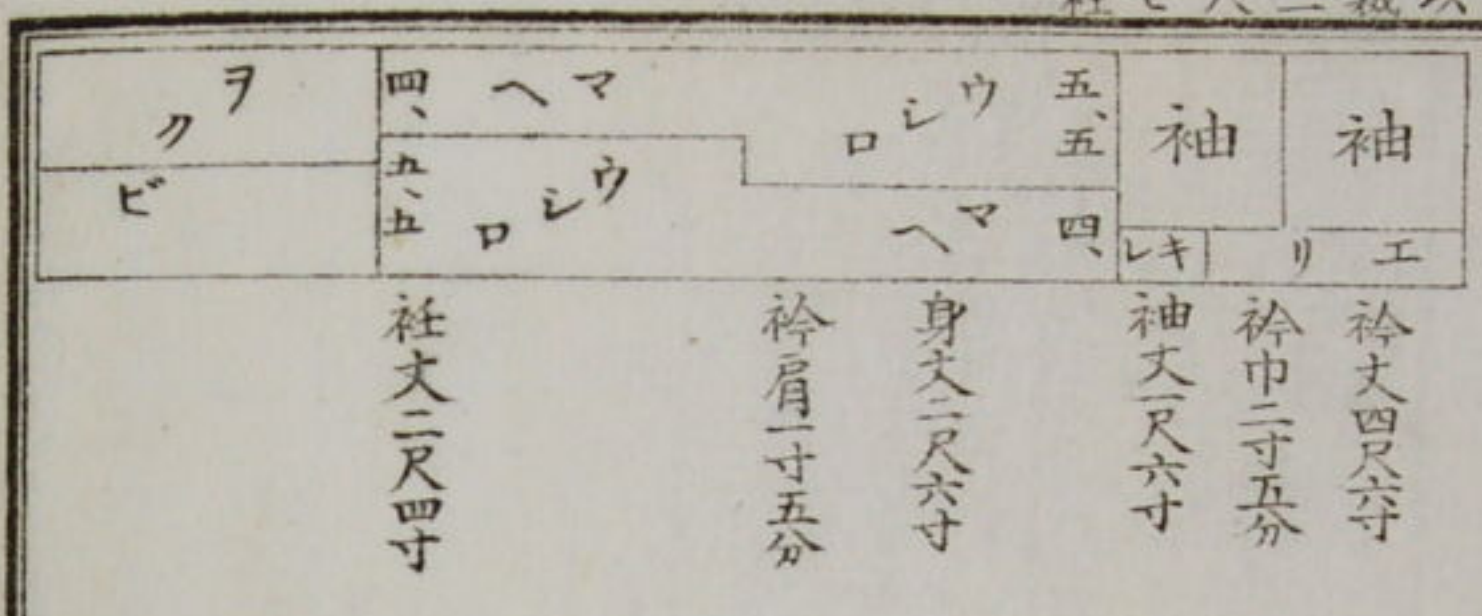 袖
袖
エリ
キレ
五、五
ウシロ
マヘ
四、
四、
マヘ
ウシロ
五、五
ヲクビ
衿丈四尺六寸
衿巾二寸五分
袖丈一尺六寸
身丈二尺六寸
衿肩一寸五分
衽丈二尺四寸